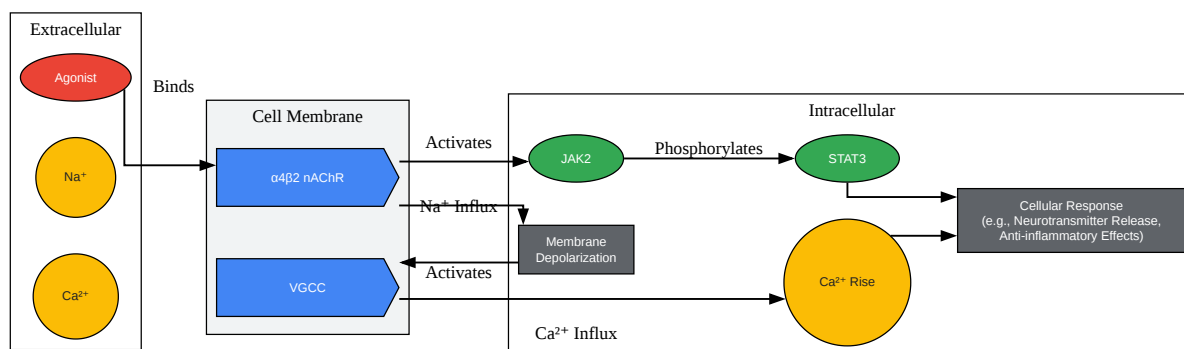 Extracellular
Agonist
Na⁺
Ca²⁺
Binds
Cell Membrane
α4β2 nAChR
VGCC
Activates
Na⁺ Influx
Activates
Ca²⁺ Influx
Intracellular
JAK2
Phosphorylates
STAT3
Membrane
Depolarization
Ca²⁺ Rise
Cellular Response
(e.g., Neurotransmitter Release,
Anti-inflammatory Effects)